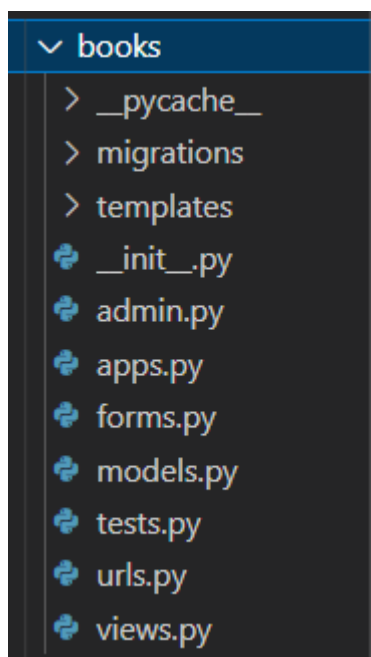 books
__pycache__
migrations
templates
__init__.py
admin.py
apps.py
forms.py
models.py
tests.py
urls.py
views.py